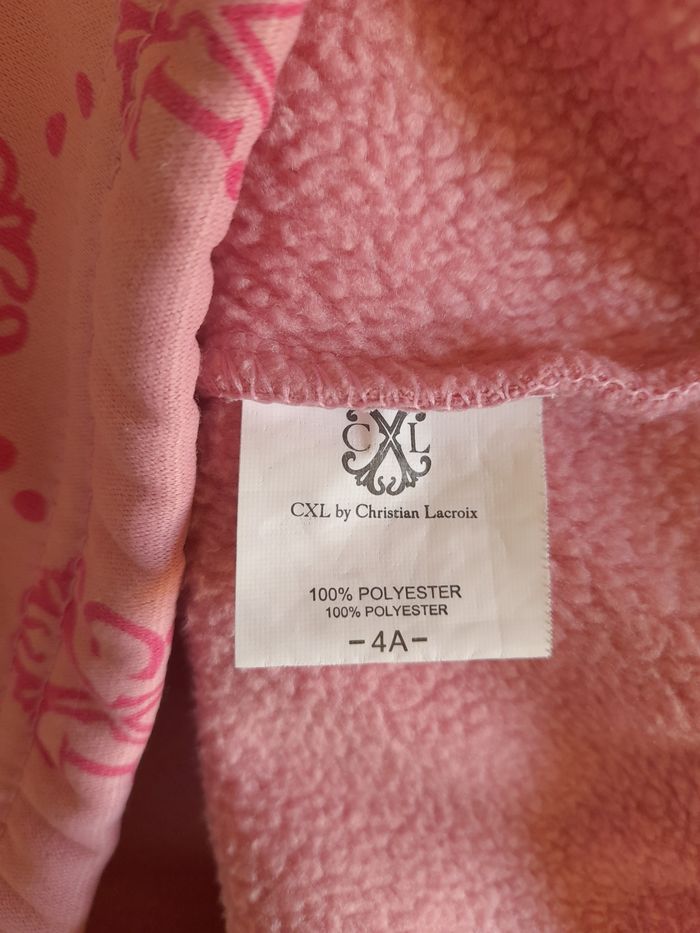 CXL
CXL by Christian Lacroix
100% POLYESTER
100% POLYESTER
-4A-